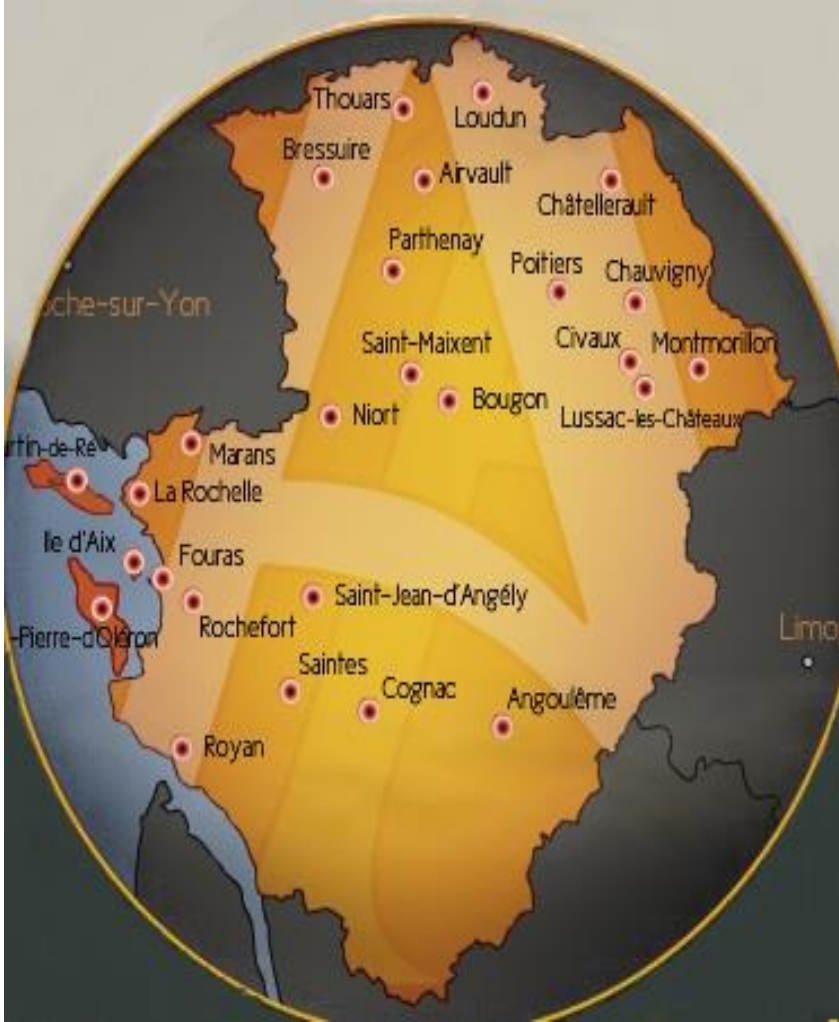 Thouars
Loudun
Bressuire
Airvault
Châtellerault
Parthenay
Poitiers
Chauvigny
oche-sur-Yon
Saint-Maixent
Civaux
Montmorillon
Niort
Bougon
Lussac-les-Châteaux
Marans
rtin-de-Ré
La Rochelle
Ile d'Aix
Fouras
Saint-Jean-d'Angély
Rochefort
-Pierre-d'Oléron
Limo
Saintes
Cognac
Angoulême
Royan